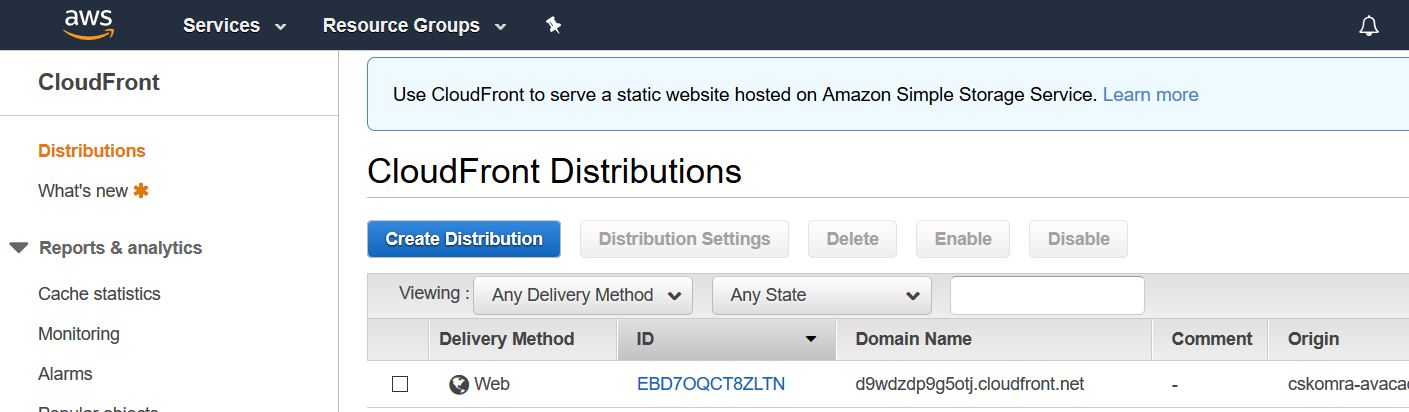 aws Services Resource Groups
CloudFront
Distributions
What's new
Reports & analytics
Cache statistics
Monitoring
Alarms
Popular objects
Use CloudFront to serve a static website hosted on Amazon Simple Storage Service. Learn more
CloudFront Distributions
Create Distribution Distribution Settings Delete Enable Disable
Viewing : Any Delivery Method Any State
Delivery Method ID Domain Name Comment Origin
Web EBD7OQCT8ZLTN d9wdzdp9g5otj.cloudfront.net - cskomra-avaca